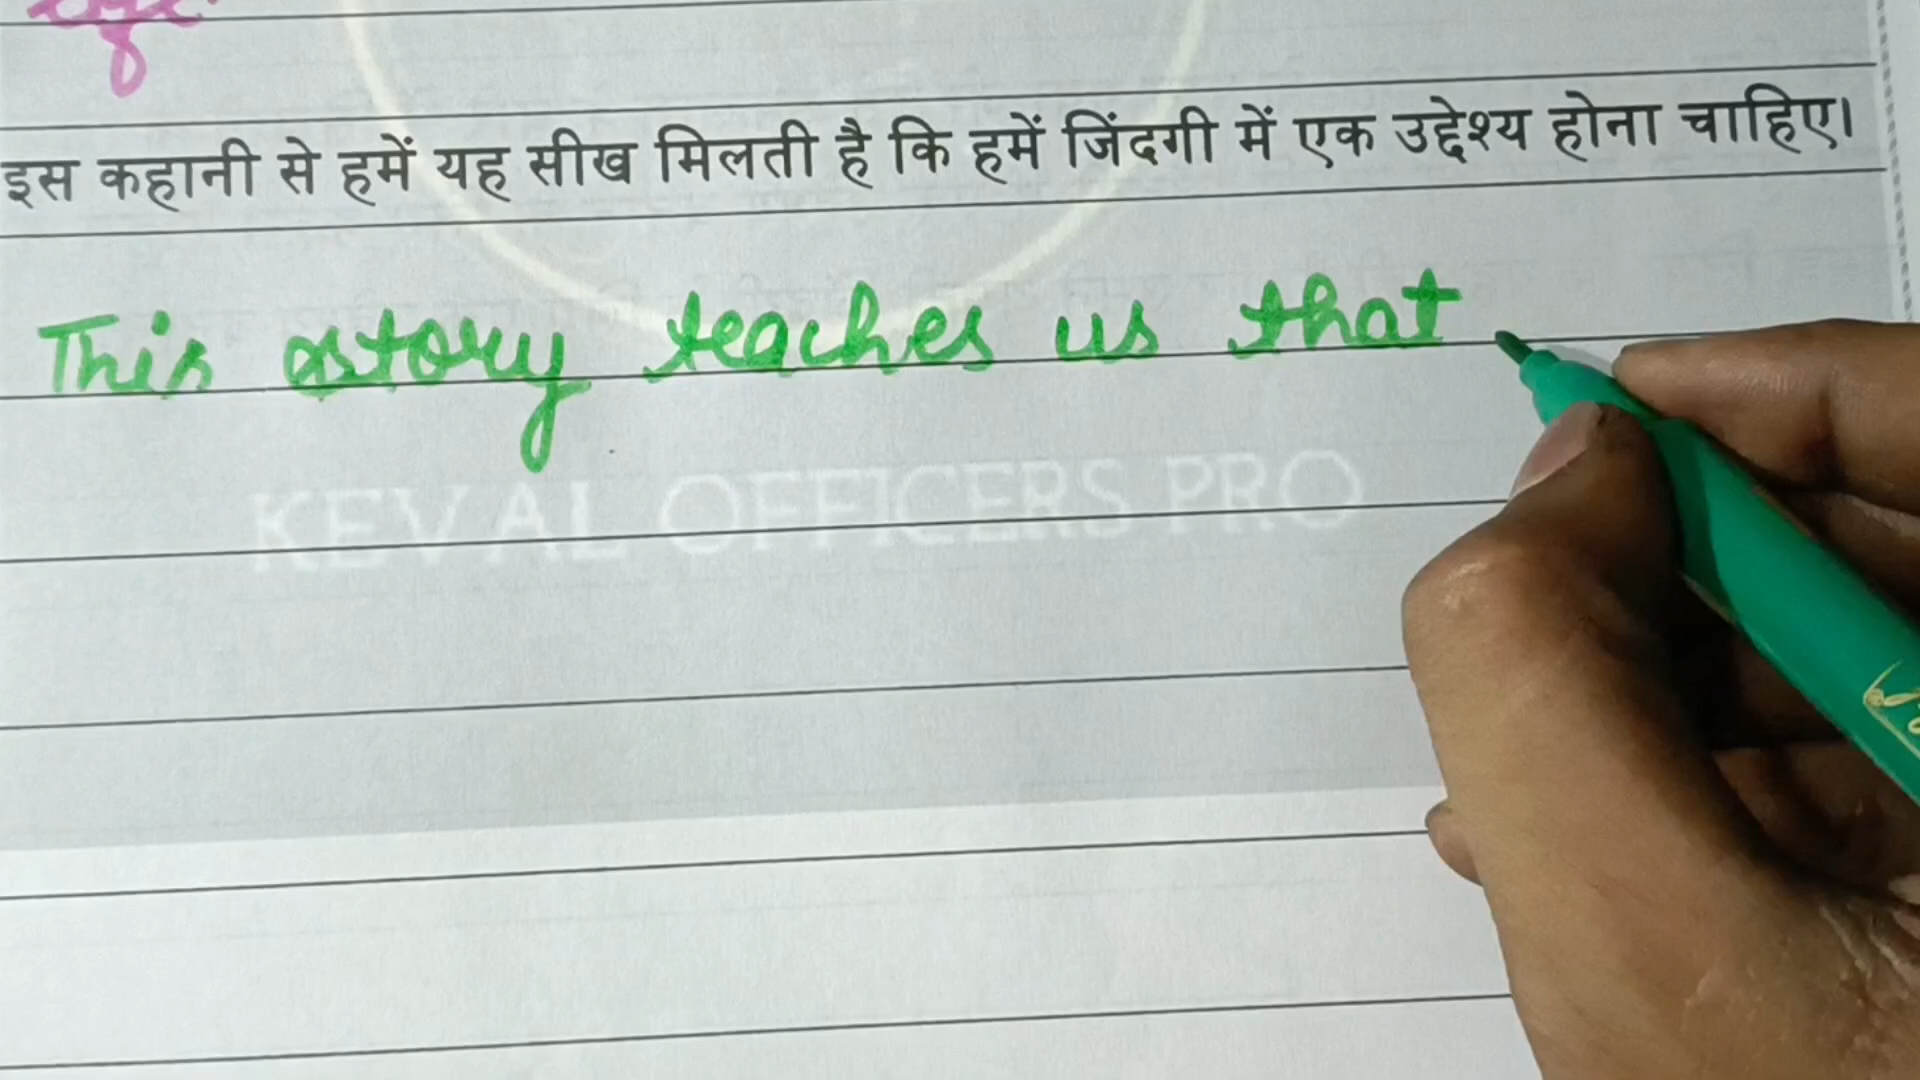 इस कहानी से हमें यह सीख मिलती है कि हमें जिंदगी में एक उद्देश्य होना चाहिए।
This story teaches us that
KEVAL OFFICERS PRO